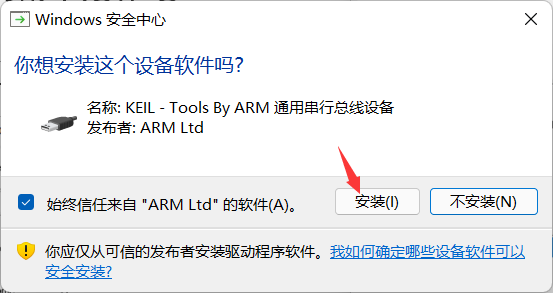 Windows 安全中心
你想安装这个设备软件吗?
名称: KEIL - Tools By ARM 通用串行总线设备
发布者: ARM Ltd
始终信任来自 "ARM Ltd" 的软件(A)。
安装(I)
不安装(N)
你应仅从可信的发布者安装驱动程序软件。我如何确定哪些设备软件可以
安全安装?